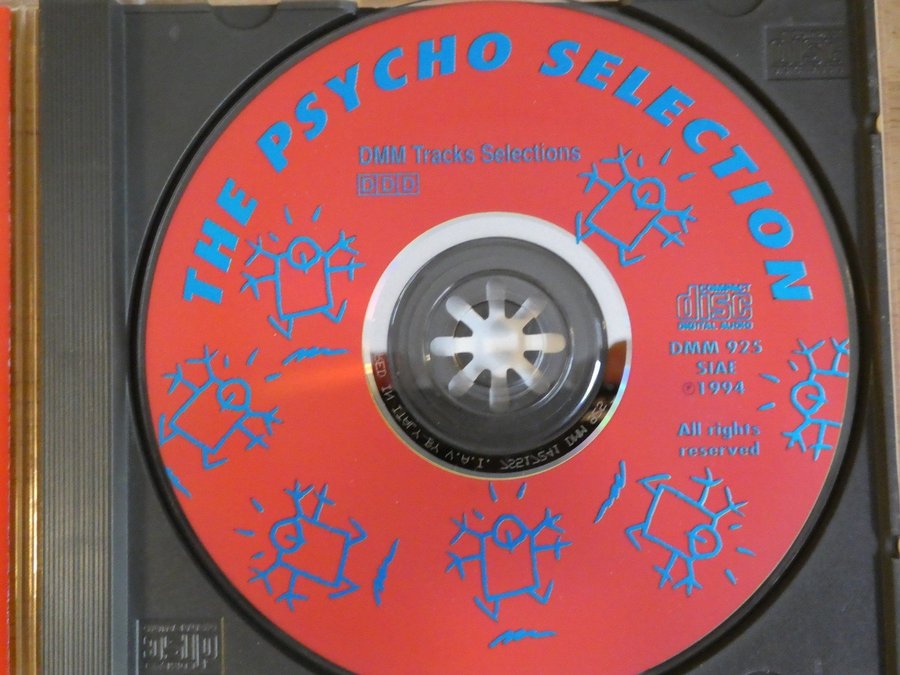 THE PSYCHO SELECTION
DMM Tracks Selections
DDD
COMPACT
disc
DIGITAL AUDIO
DMM 925
SIAE
℗1994
All rights
reserved